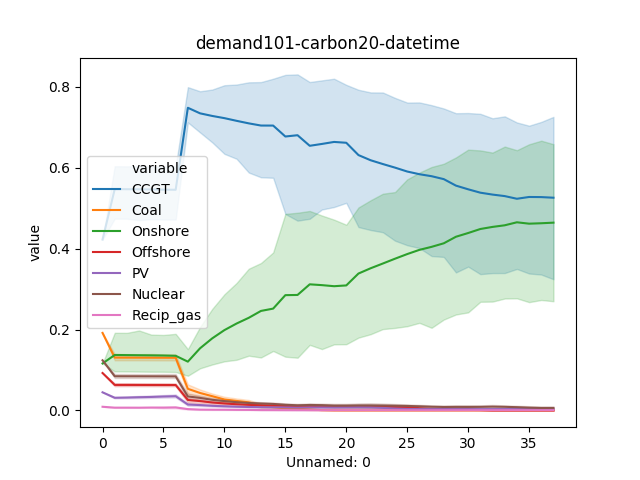 demand101-carbon20-datetime
value
0.8
0.6
0.4
0.2
0.0
variable
CCGT
Coal
Onshore
Offshore
PV
Nuclear
Recip_gas
0 5 10 15 20 25 30 35
Unnamed: 0